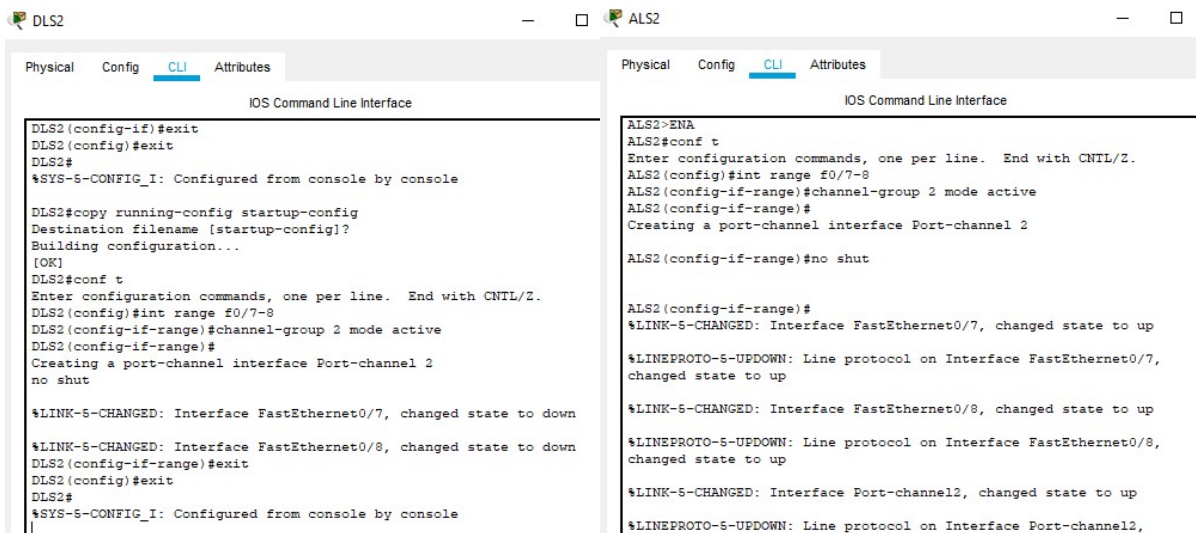 DLS2
Physical Config CLI Attributes
IOS Command Line Interface
DLS2(config-if)#exit
DLS2(config)#exit
DLS2#
%SYS-5-CONFIG_I: Configured from console by console
DLS2#copy running-config startup-config
Destination filename [startup-config]?
Building configuration...
[OK]
DLS2#conf t
Enter configuration commands, one per line.  End with CNTL/Z.
DLS2(config)#int range f0/7-8
DLS2(config-if-range)#channel-group 2 mode active
DLS2(config-if-range)#
Creating a port-channel interface Port-channel 2
no shut
%LINK-5-CHANGED: Interface FastEthernet0/7, changed state to down
%LINK-5-CHANGED: Interface FastEthernet0/8, changed state to down
DLS2(config-if-range)#exit
DLS2(config)#exit
DLS2#
%SYS-5-CONFIG_I: Configured from console by console
ALS2
Physical Config CLI Attributes
IOS Command Line Interface
ALS2>ENA
ALS2#conf t
Enter configuration commands, one per line.  End with CNTL/Z.
ALS2(config)#int range f0/7-8
ALS2(config-if-range)#channel-group 2 mode active
ALS2(config-if-range)#
Creating a port-channel interface Port-channel 2
ALS2(config-if-range)#no shut
ALS2(config-if-range)#
%LINK-5-CHANGED: Interface FastEthernet0/7, changed state to up
%LINEPROTO-5-UPDOWN: Line protocol on Interface FastEthernet0/7,
changed state to up
%LINK-5-CHANGED: Interface FastEthernet0/8, changed state to up
%LINEPROTO-5-UPDOWN: Line protocol on Interface FastEthernet0/8,
changed state to up
%LINK-5-CHANGED: Interface Port-channel2, changed state to up
%LINEPROTO-5-UPDOWN: Line protocol on Interface Port-channel2,